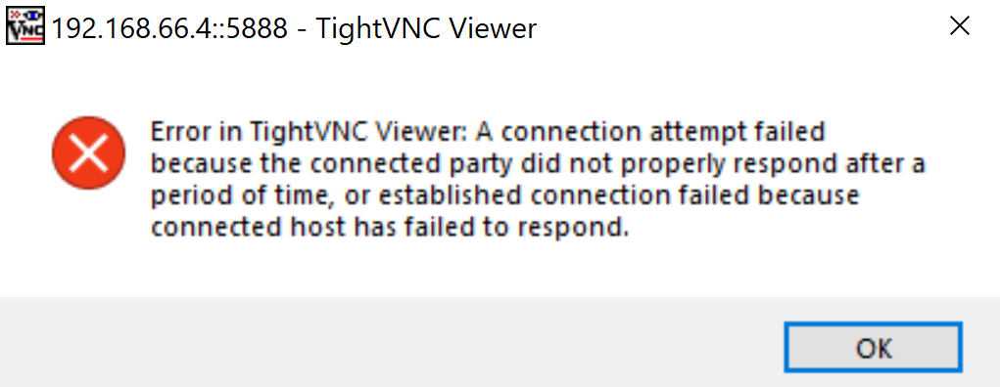 VNC
192.168.66.4::5888 - TightVNC Viewer
Error in TightVNC Viewer: A connection attempt failed
because the connected party did not properly respond after a
period of time, or established connection failed because
connected host has failed to respond.
OK